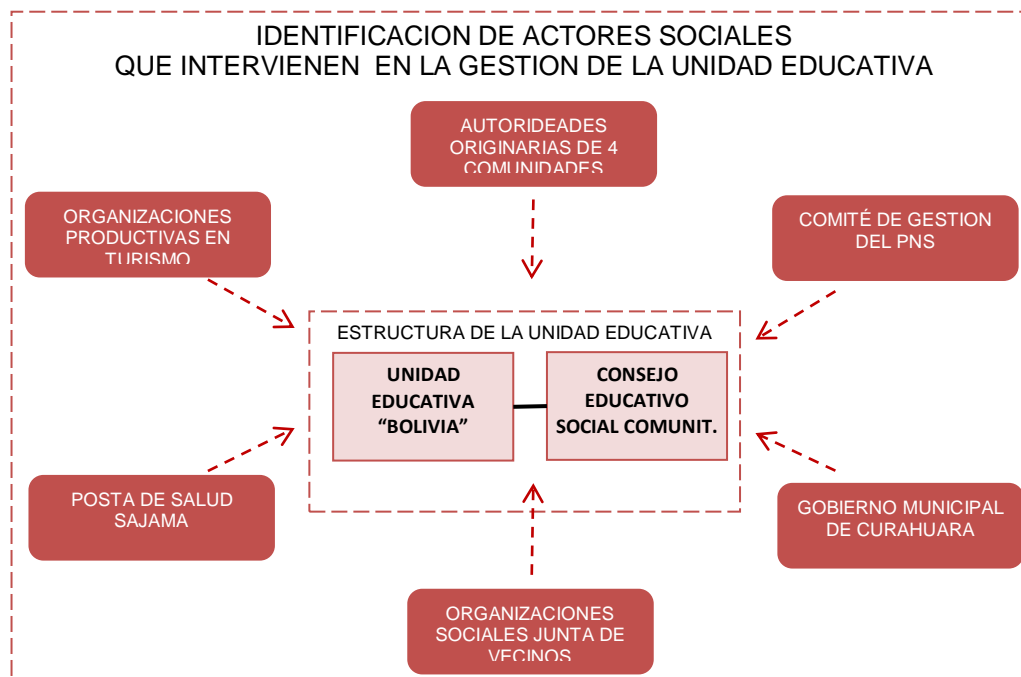 IDENTIFICACION DE ACTORES SOCIALES
QUE INTERVIENEN EN LA GESTION DE LA UNIDAD EDUCATIVA
AUTORIDEADES
ORIGINARIAS DE 4
COMUNIDADES
ORGANIZACIONES
PRODUCTIVAS EN
TURISMO
COMITÉ DE GESTION
DEL PNS
ESTRUCTURA DE LA UNIDAD EDUCATIVA
UNIDAD
EDUCATIVA
“BOLIVIA”
CONSEJO
EDUCATIVO
SOCIAL COMUNIT.
POSTA DE SALUD
SAJAMA
GOBIERNO MUNICIPAL
DE CURAHUARA
ORGANIZACIONES
SOCIALES JUNTA DE
VECINOS